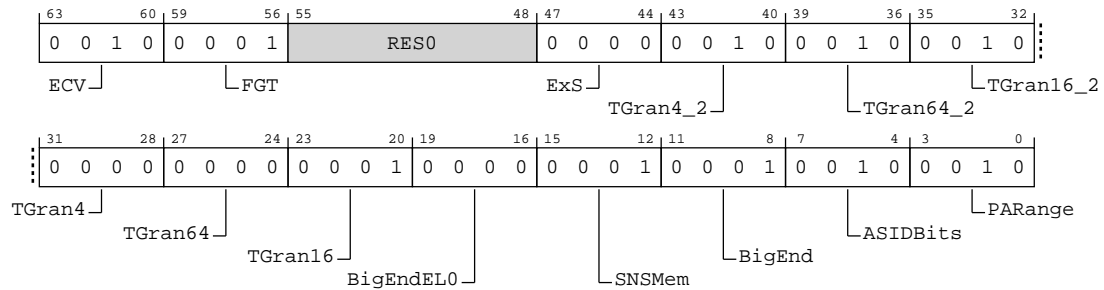 63 60 59 56 55 48 47 44 43 40 39 36 35 32
0 0 1 0 0 0 0 1 RES0 0 0 0 0 0 0 1 0 0 0 1 0 0 0 1 0
ECV FGT ExS TGran16_2
TGran4_2 TGran64_2
31 28 27 24 23 20 19 16 15 12 11 8 7 4 3 0
0 0 0 0 0 0 0 0 0 0 0 1 0 0 0 0 0 0 0 1 0 0 0 1 0 0 1 0 0 0 1 0
TGran4 PARange
TGran64 ASIDBits
TGran16 BigEnd
BigEndEL0 SNSMem